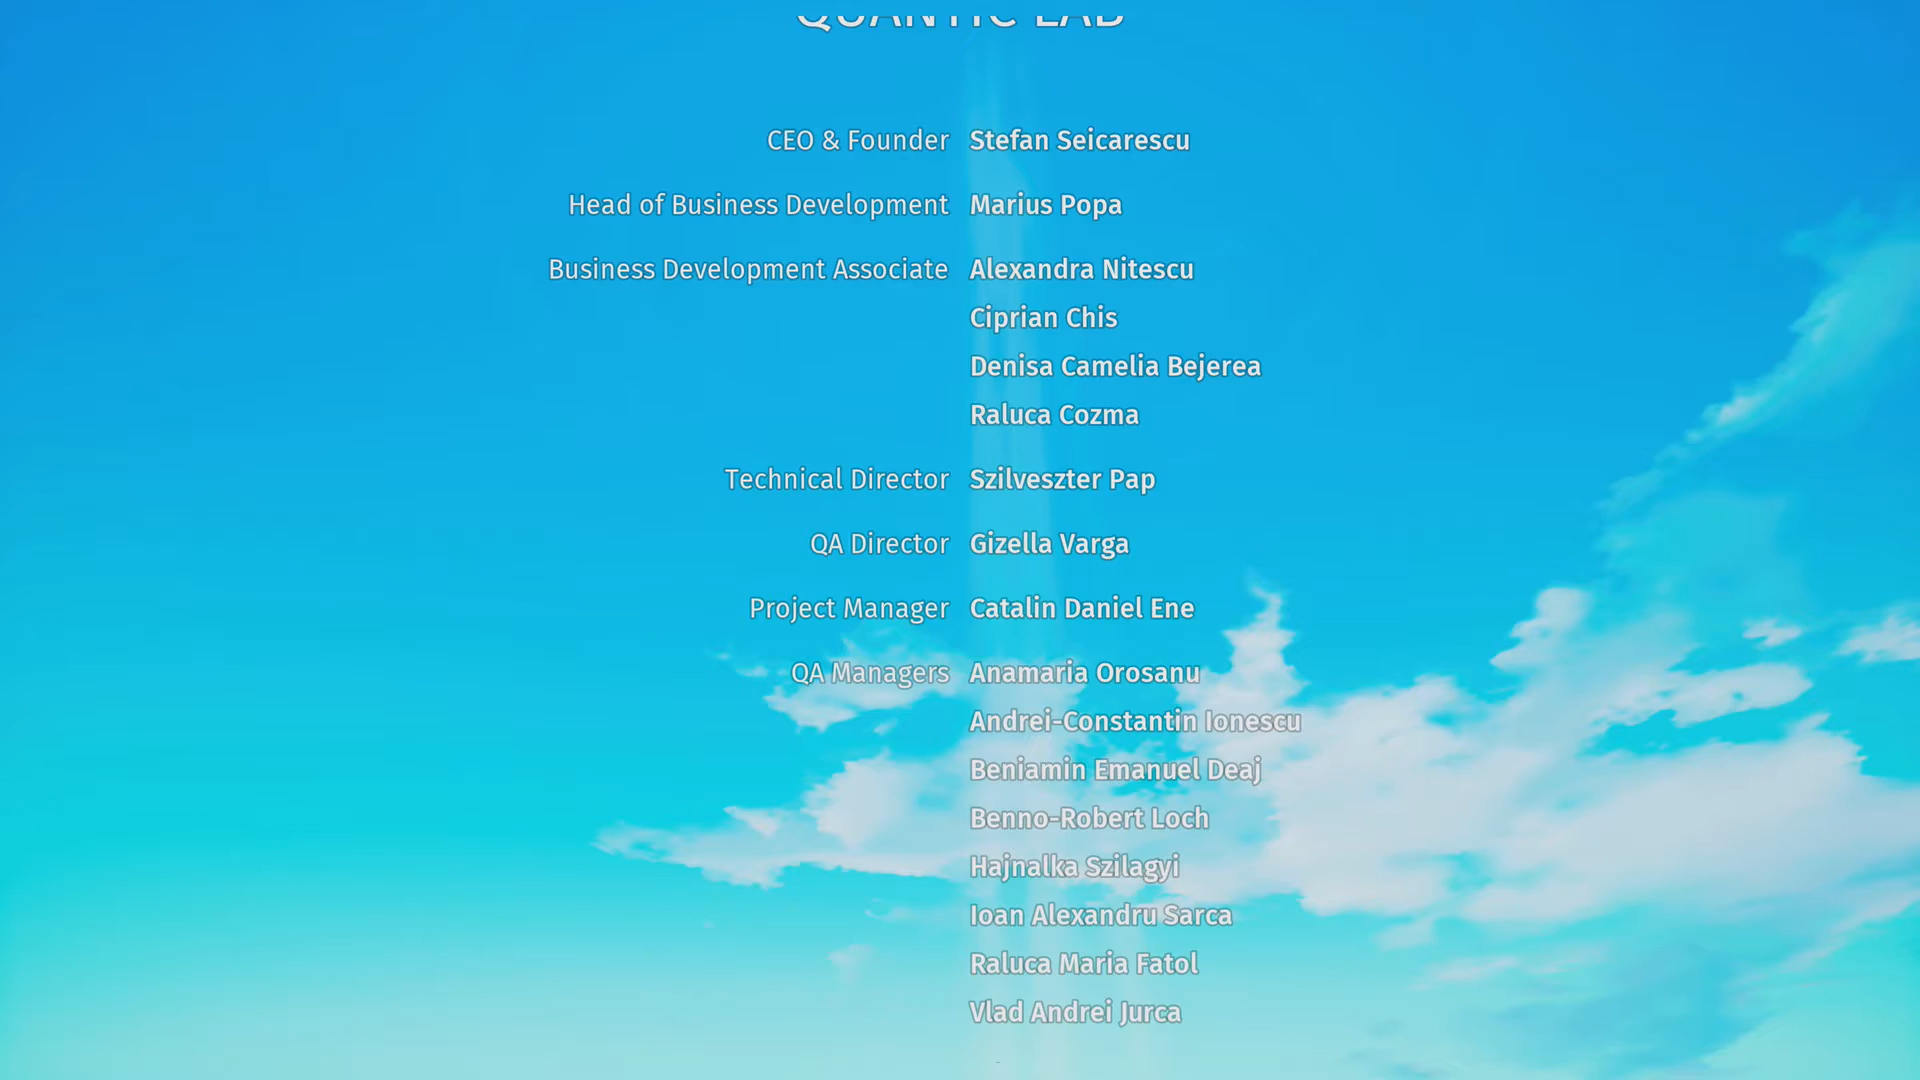 QUANTIC LAB
CEO & Founder Stefan Seicarescu
Head of Business Development Marius Popa
Business Development Associate Alexandra Nitescu
Ciprian Chis
Denisa Camelia Bejerea
Raluca Cozma
Technical Director Szilveszter Pap
QA Director Gizella Varga
Project Manager Catalin Daniel Ene
QA Managers Anamaria Orosanu
Andrei-Constantin Ionescu
Beniamin Emanuel Deaj
Benno-Robert Loch
Hajnalka Szilagyi
Ioan Alexandru Sarca
Raluca Maria Fatol
Vlad Andrei Jurca